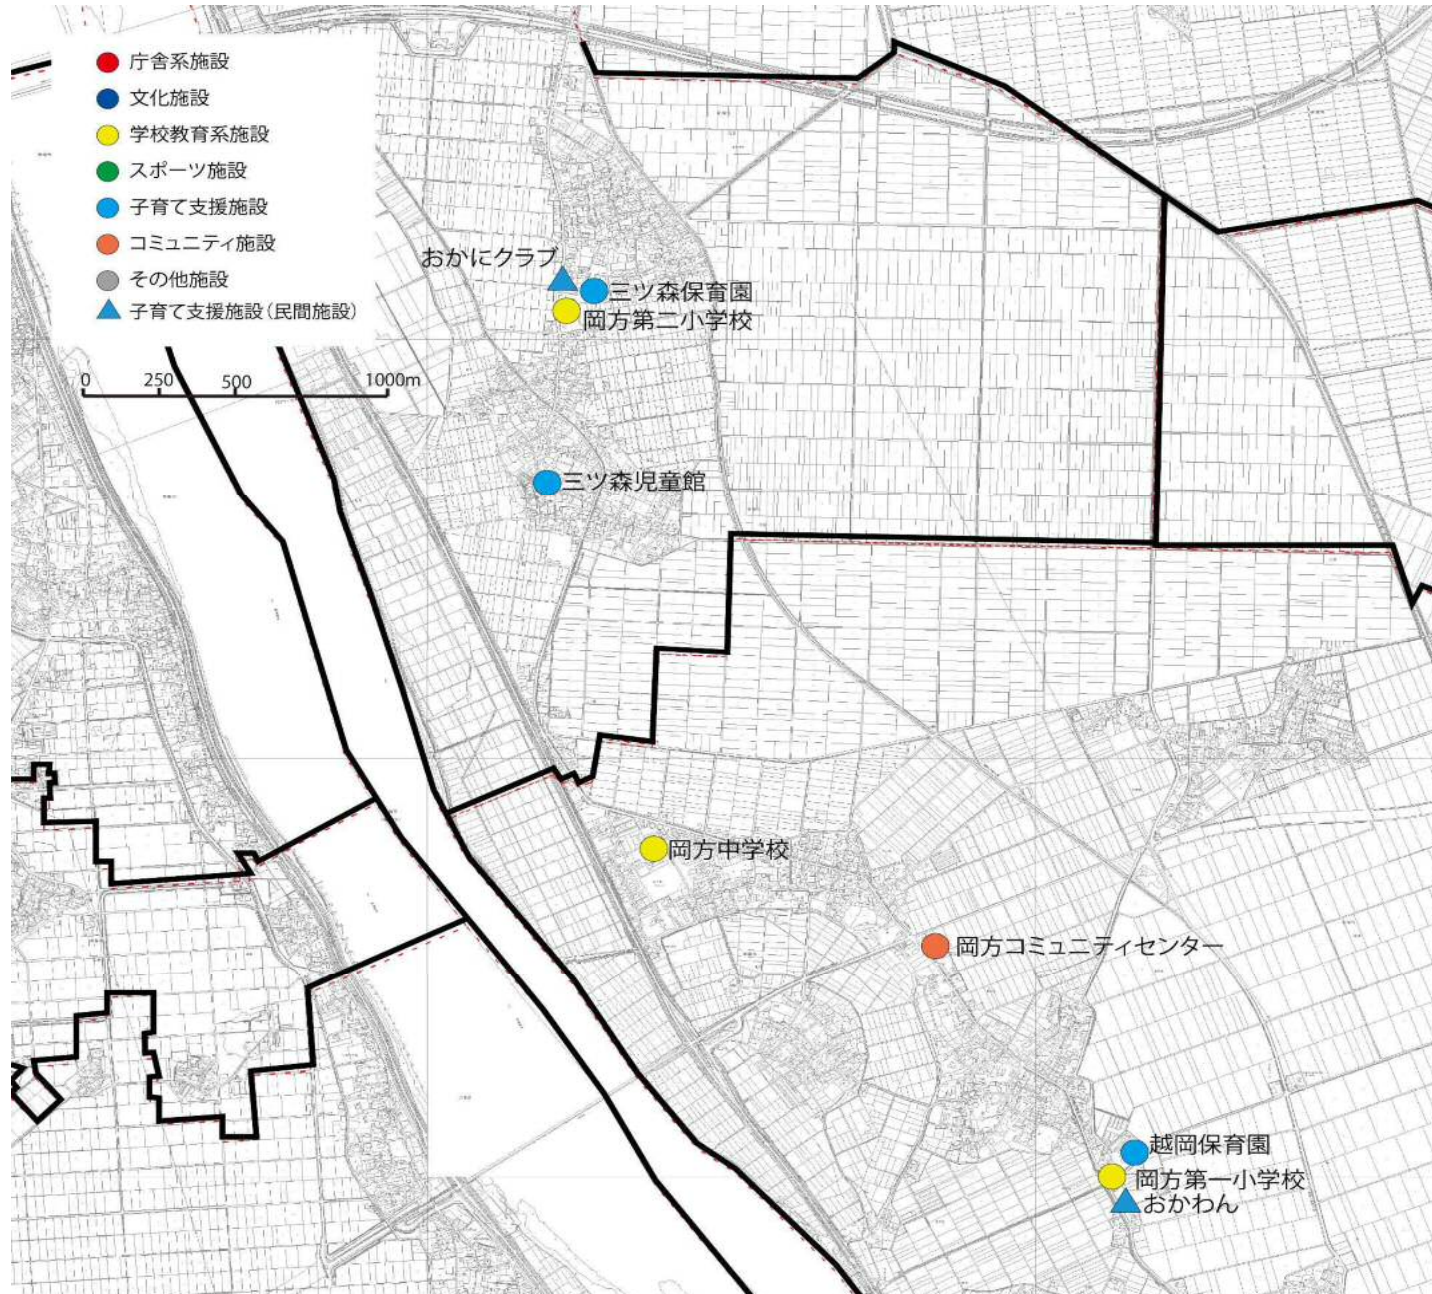 庁舎系施設
文化施設
学校教育系施設
スポーツ施設
子育て支援施設
コミュニティ施設
その他施設
子育て支援施設(民間施設)
0 250 500 1000m
おかにクラブ
三ツ森保育園
岡方第二小学校
三ツ森児童館
岡方中学校
岡方コミュニティセンター
越岡保育園
岡方第一小学校
おかわん